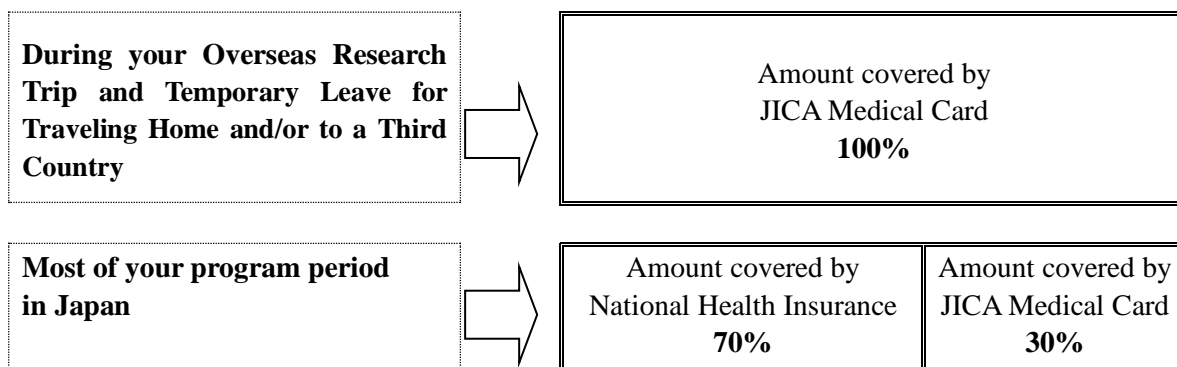 During your Overseas Research
Trip and Temporary Leave for
Traveling Home and/or to a Third
Country
Amount covered by
JICA Medical Card
100%
Most of your program period
in Japan
Amount covered by
National Health Insurance
70%
Amount covered by
JICA Medical Card
30%